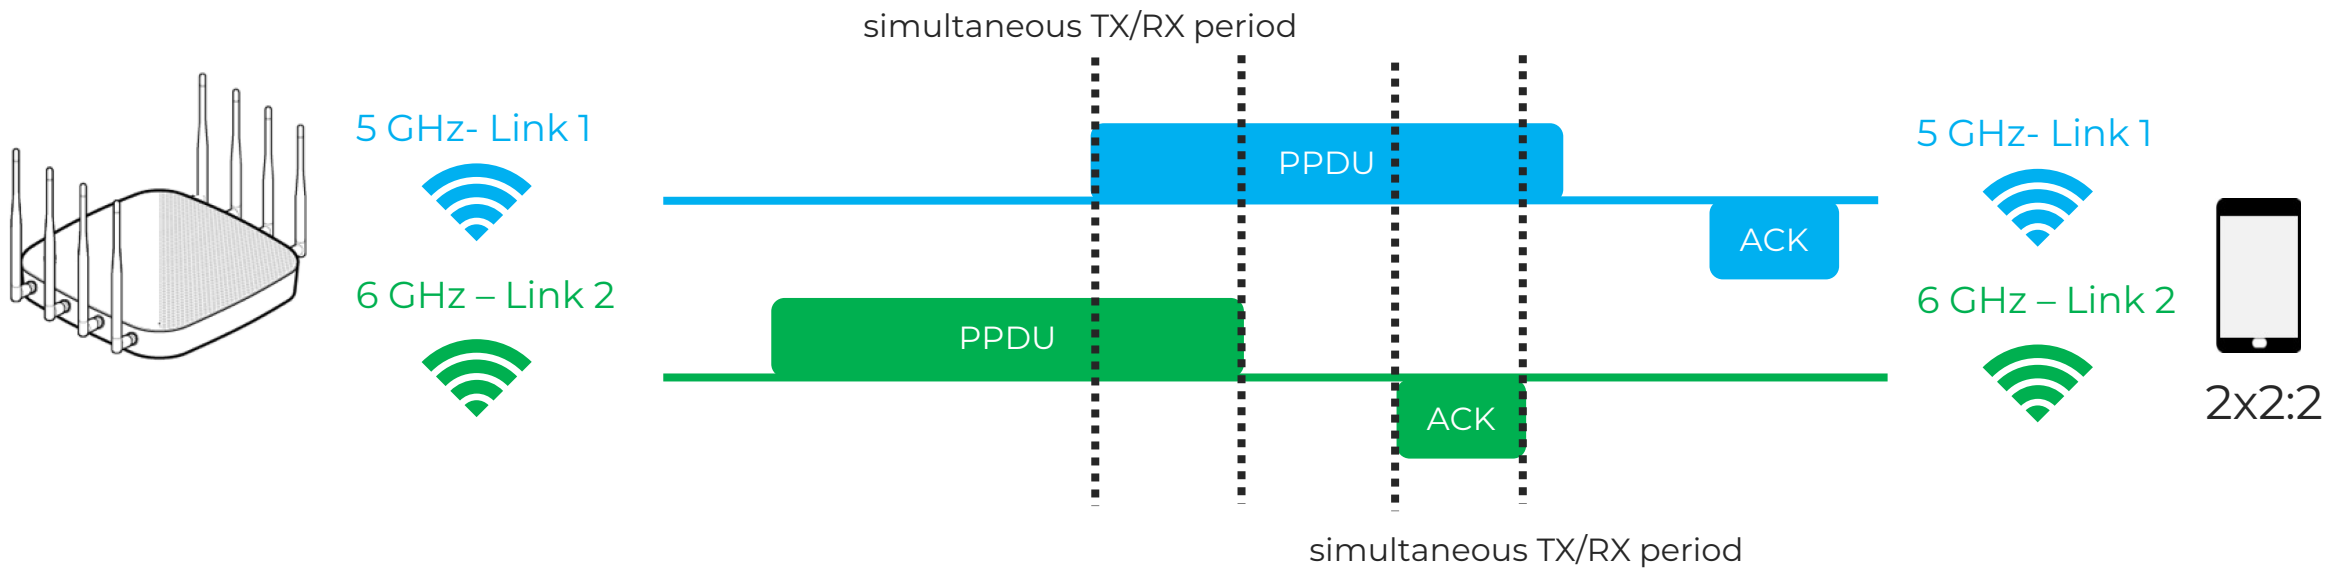 simultaneous TX/RX period
5 GHz- Link 1
PPDU
5 GHz- Link 1
ACK
6 GHz – Link 2
PPDU
6 GHz – Link 2
ACK
2x2:2
simultaneous TX/RX period